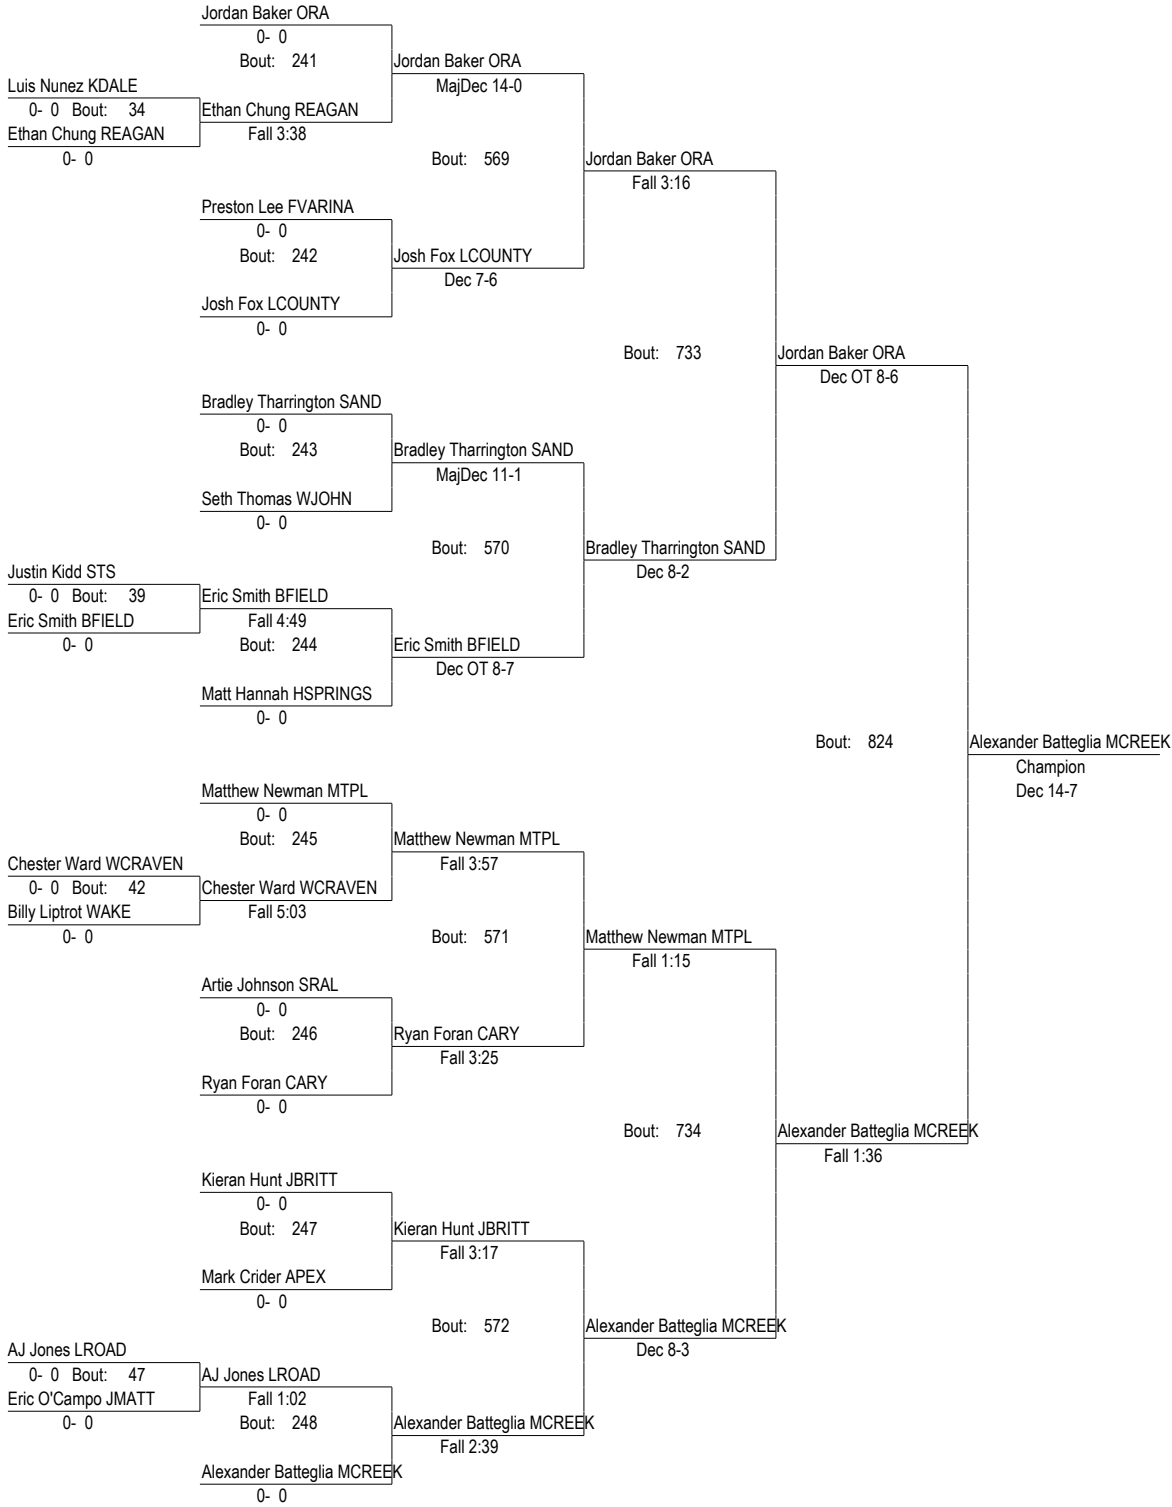 Jordan Baker ORA
0- 0
Bout: 241
Jordan Baker ORA
MajDec 14-0
Luis Nunez KDALE
0- 0 Bout: 34
Ethan Chung REAGAN
Ethan Chung REAGAN
Fall 3:38
0- 0
Bout: 569
Jordan Baker ORA
Fall 3:16
Preston Lee FVARINA
0- 0
Bout: 242
Josh Fox LCOUNTY
Dec 7-6
Josh Fox LCOUNTY
0- 0
Bout: 733
Jordan Baker ORA
Dec OT 8-6
Bradley Tharrington SAND
0- 0
Bout: 243
Bradley Tharrington SAND
MajDec 11-1
Seth Thomas WJOHN
0- 0
Bout: 570
Bradley Tharrington SAND
Dec 8-2
Justin Kidd STS
0- 0 Bout: 39
Eric Smith BFIELD
Eric Smith BFIELD
Fall 4:49
0- 0
Bout: 244
Eric Smith BFIELD
Dec OT 8-7
Matt Hannah HSPRINGS
0- 0
Bout: 824
Alexander Batteglia MCREEK
Champion
Dec 14-7
Matthew Newman MTPL
0- 0
Bout: 245
Matthew Newman MTPL
Fall 3:57
Chester Ward WCRAVEN
0- 0 Bout: 42
Chester Ward WCRAVEN
Billy Liptrot WAKE
Fall 5:03
0- 0
Bout: 571
Matthew Newman MTPL
Fall 1:15
Artie Johnson SRAL
0- 0
Bout: 246
Ryan Foran CARY
Fall 3:25
Ryan Foran CARY
0- 0
Bout: 734
Alexander Batteglia MCREEK
Fall 1:36
Kieran Hunt JBRITT
0- 0
Bout: 247
Kieran Hunt JBRITT
Fall 3:17
Mark Crider APEX
0- 0
Bout: 572
Alexander Batteglia MCREEK
Dec 8-3
AJ Jones LROAD
0- 0 Bout: 47
AJ Jones LROAD
Eric O'Campo JMATT
Fall 1:02
0- 0
Bout: 248
Alexander Batteglia MCREEK
Fall 2:39
Alexander Batteglia MCREEK
0- 0